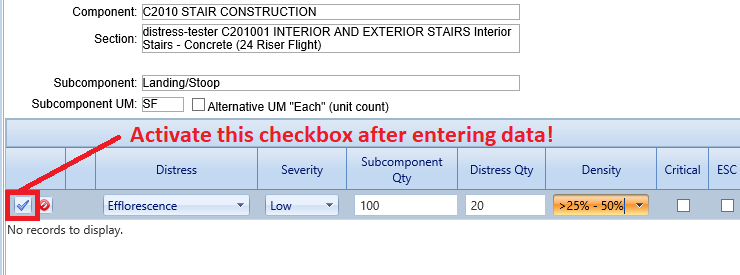 Component: C2010 STAIR CONSTRUCTION
Section: distress-tester C201001 INTERIOR AND EXTERIOR STAIRS Interior
Stairs - Concrete (24 Riser Flight)
Subcomponent: Landing/Stoop
Subcomponent UM: SF Alternative UM "Each" (unit count)
Activate this checkbox after entering data!
Distress Severity Subcomponent Qty Distress Qty Density Critical ESC
Efflorescence Low 100 20 >25% - 50%
No records to display.